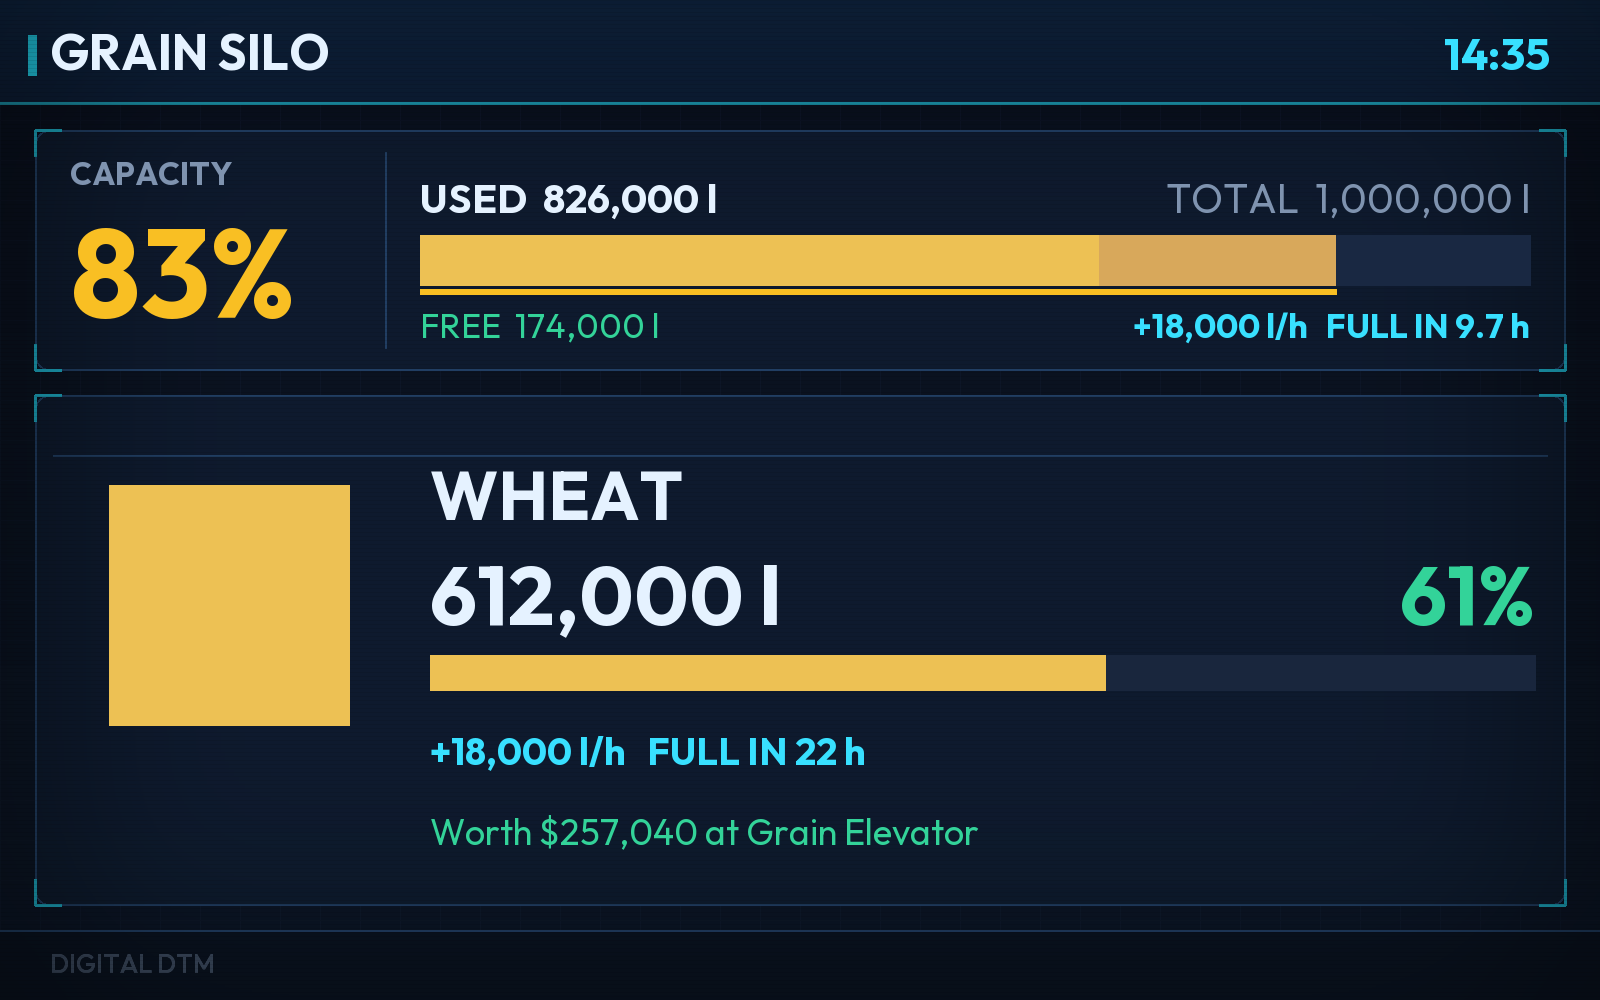 GRAIN SILO
14:35
CAPACITY
83%
USED 826,000 l
TOTAL 1,000,000 l
FREE 174,000 l
+18,000 l/h FULL IN 9.7 h
WHEAT
612,000 l
61%
+18,000 l/h FULL IN 22 h
Worth $257,040 at Grain Elevator
DIGITAL DTM